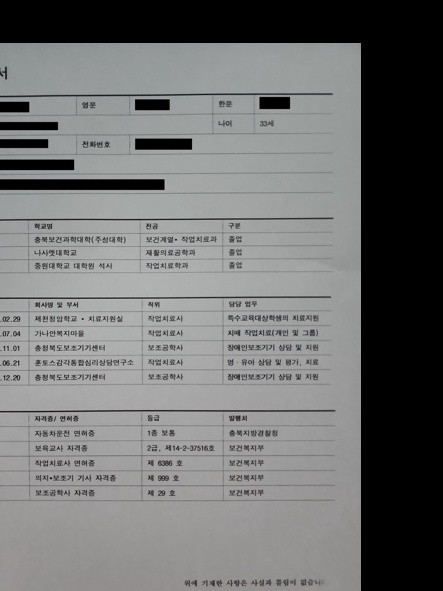 서
영문 한문
나이 33세
전화번호
학교명 전공 구분
충북보건과학대학(주성대학) 보건계열• 작업치료과 졸업
나사렛대학교 재활의료공학과 졸업
중원대학교 대학원 석사 작업치료학과 졸업
회사명 및 부서 직위 담당 업무
.02.29 제천청암학교 • 치료지원실 작업치료사 특수교육대상학생의 치료지원
.07.04 가나안복지마을 작업치료사 치매 작업치료(개인 및 그룹)
.11.01 충청북도보조기기센터 보조공학사 장애인보조기기 상담 및 지원
.06.21 훈토스감각통합심리상담연구소 작업치료사 영 · 유아 상담 및 평가, 치료
.12.20 충청북도보조기기센터 보조공학사 장애인보조기기 상담 및 지원
자격증/ 면허증 등급 발행처
자동차운전 면허증 1종 보통 충북지방경찰청
보육교사 자격증 2급, 제14-2-37516호 보건복지부
작업치료사 면허증 제 6386 호 보건복지부
의지•보조기 기사 자격증 제 999 호 보건복지부
보조공학사 자격증 제 29 호 보건복지부
위에 기재한 사항은 사실과 틀림이 없습니